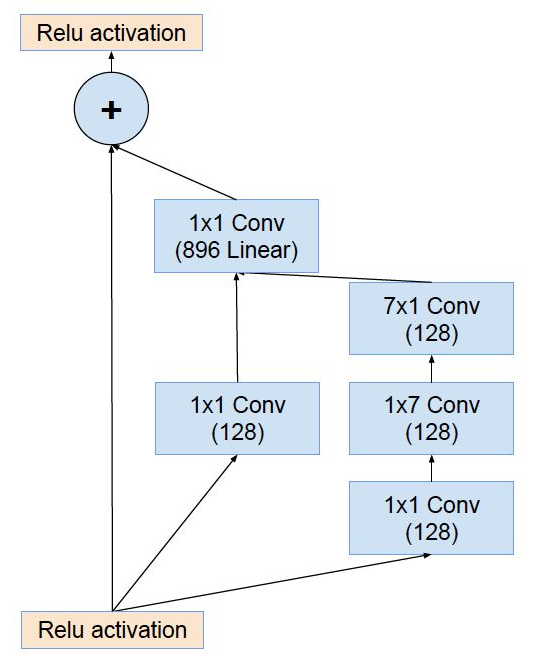 Relu activation
+
1x1 Conv
(896 Linear)
7x1 Conv
(128)
1x1 Conv
(128)
1x7 Conv
(128)
1x1 Conv
(128)
Relu activation